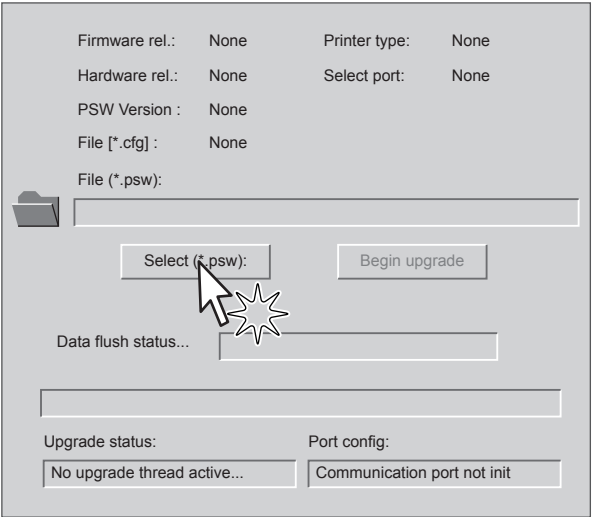 Firmware rel.: None Printer type: None
Hardware rel.: None Select port: None
PSW Version : None
File [*.cfg] : None
File (*.psw):
Select (*.psw): Begin upgrade
Data flush status...
Upgrade status: Port config:
No upgrade thread active... Communication port not init